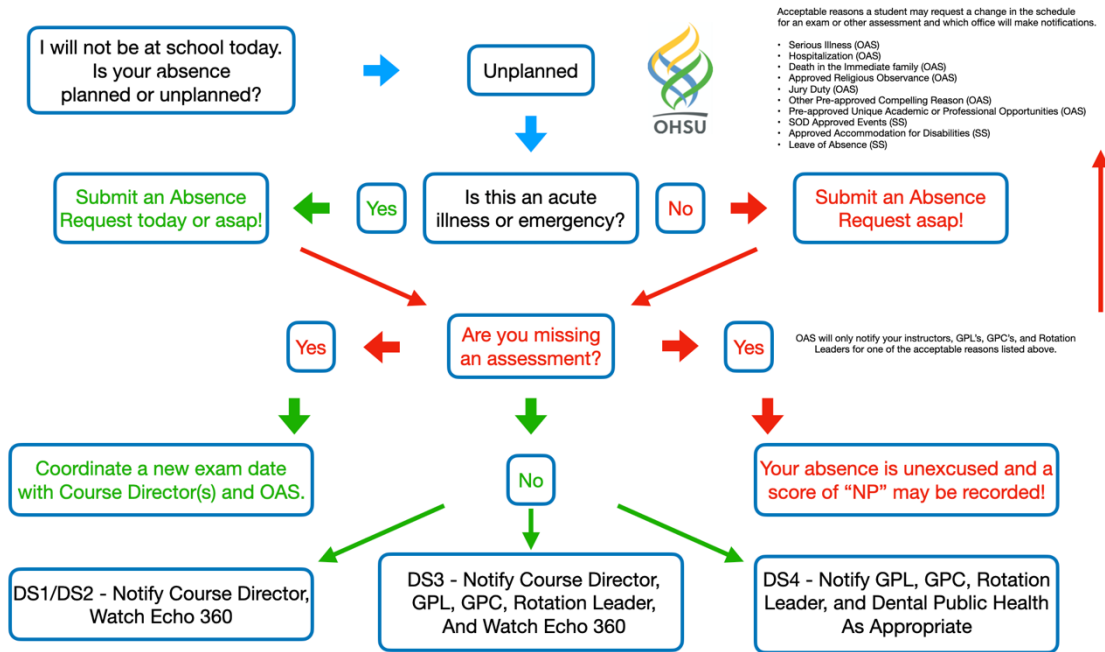 I will not be at school today.
Is your absence
planned or unplanned?
Unplanned
OHSU
Acceptable reasons a student may request a change in the schedule
for an exam or other assessment and which office will make notifications.
• Serious Illness (OAS)
• Hospitalization (OAS)
• Death in the Immediate family (OAS)
• Approved Religious Observance (OAS)
• Jury Duty (OAS)
• Other Pre-approved Compelling Reason (OAS)
• Pre-approved Unique Academic or Professional Opportunities (OAS)
• SOD Approved Events (SS)
• Approved Accommodation for Disabilities (SS)
• Leave of Absence (SS)
Submit an Absence
Request today or asap!
Yes
Is this an acute
illness or emergency?
No
Submit an Absence
Request asap!
Yes
Are you missing
an assessment?
Yes
OAS will only notify your instructors, GPL's, GPC's, and Rotation
Leaders for one of the acceptable reasons listed above.
Coordinate a new exam date
with Course Director(s) and OAS.
No
Your absence is unexcused and a
score of “NP” may be recorded!
DS1/DS2 - Notify Course Director,
Watch Echo 360
DS3 - Notify Course Director,
GPL, GPC, Rotation Leader,
And Watch Echo 360
DS4 - Notify GPL, GPC, Rotation
Leader, and Dental Public Health
As Appropriate